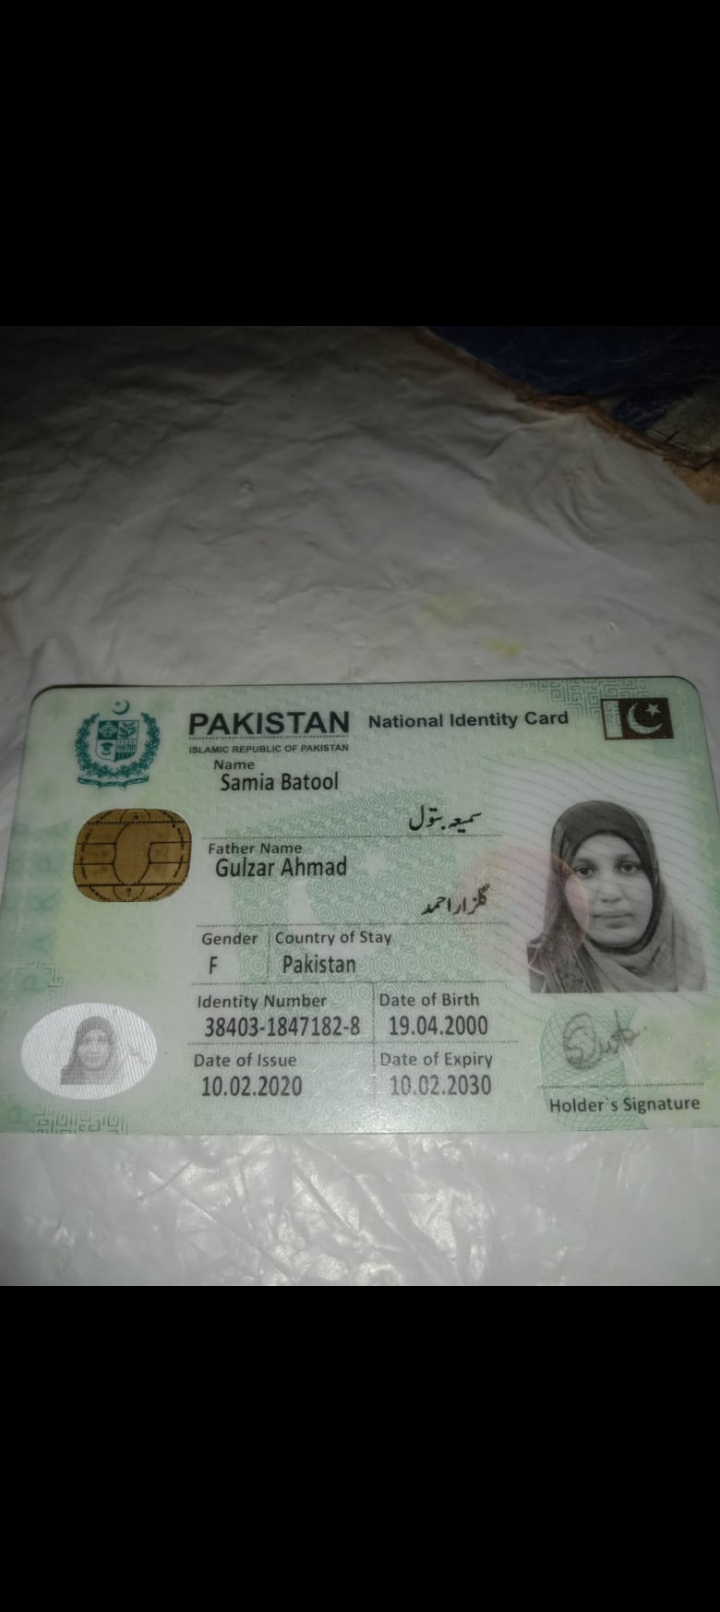 PAKISTAN National Identity Card
ISLAMIC REPUBLIC OF PAKISTAN
Name
Samia Batool
سمیعہ بتول
Father Name
Gulzar Ahmad
گلزار احمد
Gender Country of Stay
F Pakistan
Identity Number Date of Birth
38403-1847182-8 19.04.2000
Date of Issue Date of Expiry
10.02.2020 10.02.2030
Holder`s Signature